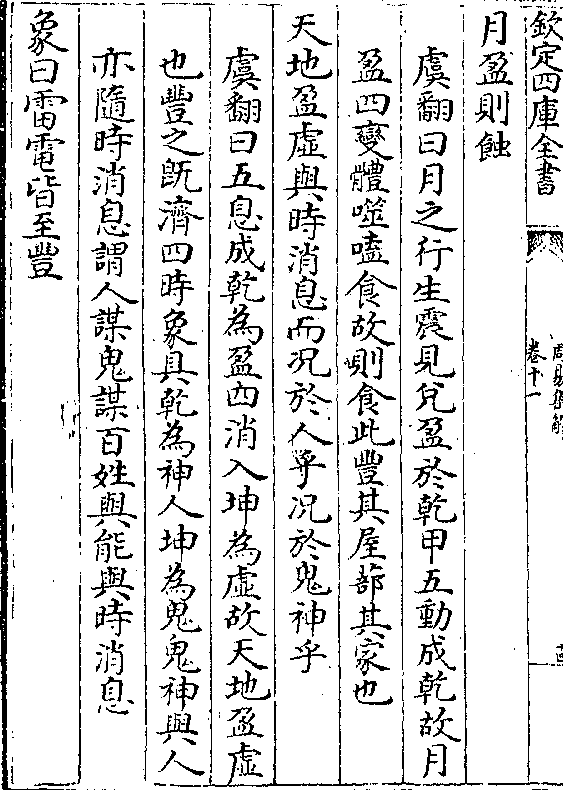 欽定四庫全書
周易集解
卷十一
十四
月盈則蝕
虞翻曰月之行生震見兌盈於乾甲五動成乾故月
盈四變體噬嗑食故則食此豐其屋蔀其家也
天地盈虛與時消息而况於人乎况於鬼神乎
虞翻曰五息成乾為盈四消入坤為虛故天地盈虛
也豐之既濟四時象具乾為神人坤為鬼鬼神與人
亦隨時消息謂人謀鬼謀百姓與能與時消息
象曰雷電皆至豐